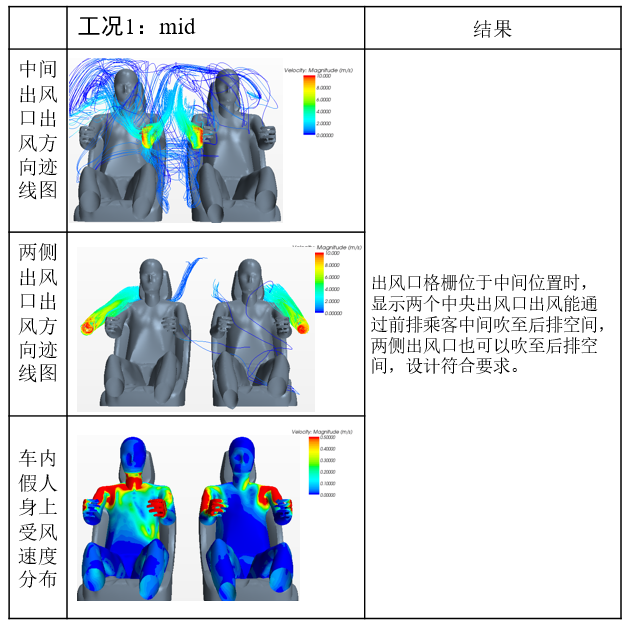 工况1：mid
结果
中间
出风
口出
风方
向迹
线图
Velocity: Magnitude (m/s)
10.000
8.0000
6.0000
4.0000
2.0000
0.00000
两侧
出风
口出
风方
向迹
线图
Velocity: Magnitude (m/s)
10.000
8.0000
6.0000
4.0000
2.0000
0.00000
出风口格栅位于中间位置时，
显示两个中央出风口出风能通
过前排乘客中间吹至后排空间，
两侧出风口也可以吹至后排空
间，设计符合要求。
车内
假人
身上
受风
速度
分布
Velocity: Magnitude (m/s)
0.50000
0.40000
0.30000
0.20000
0.10000
0.00000